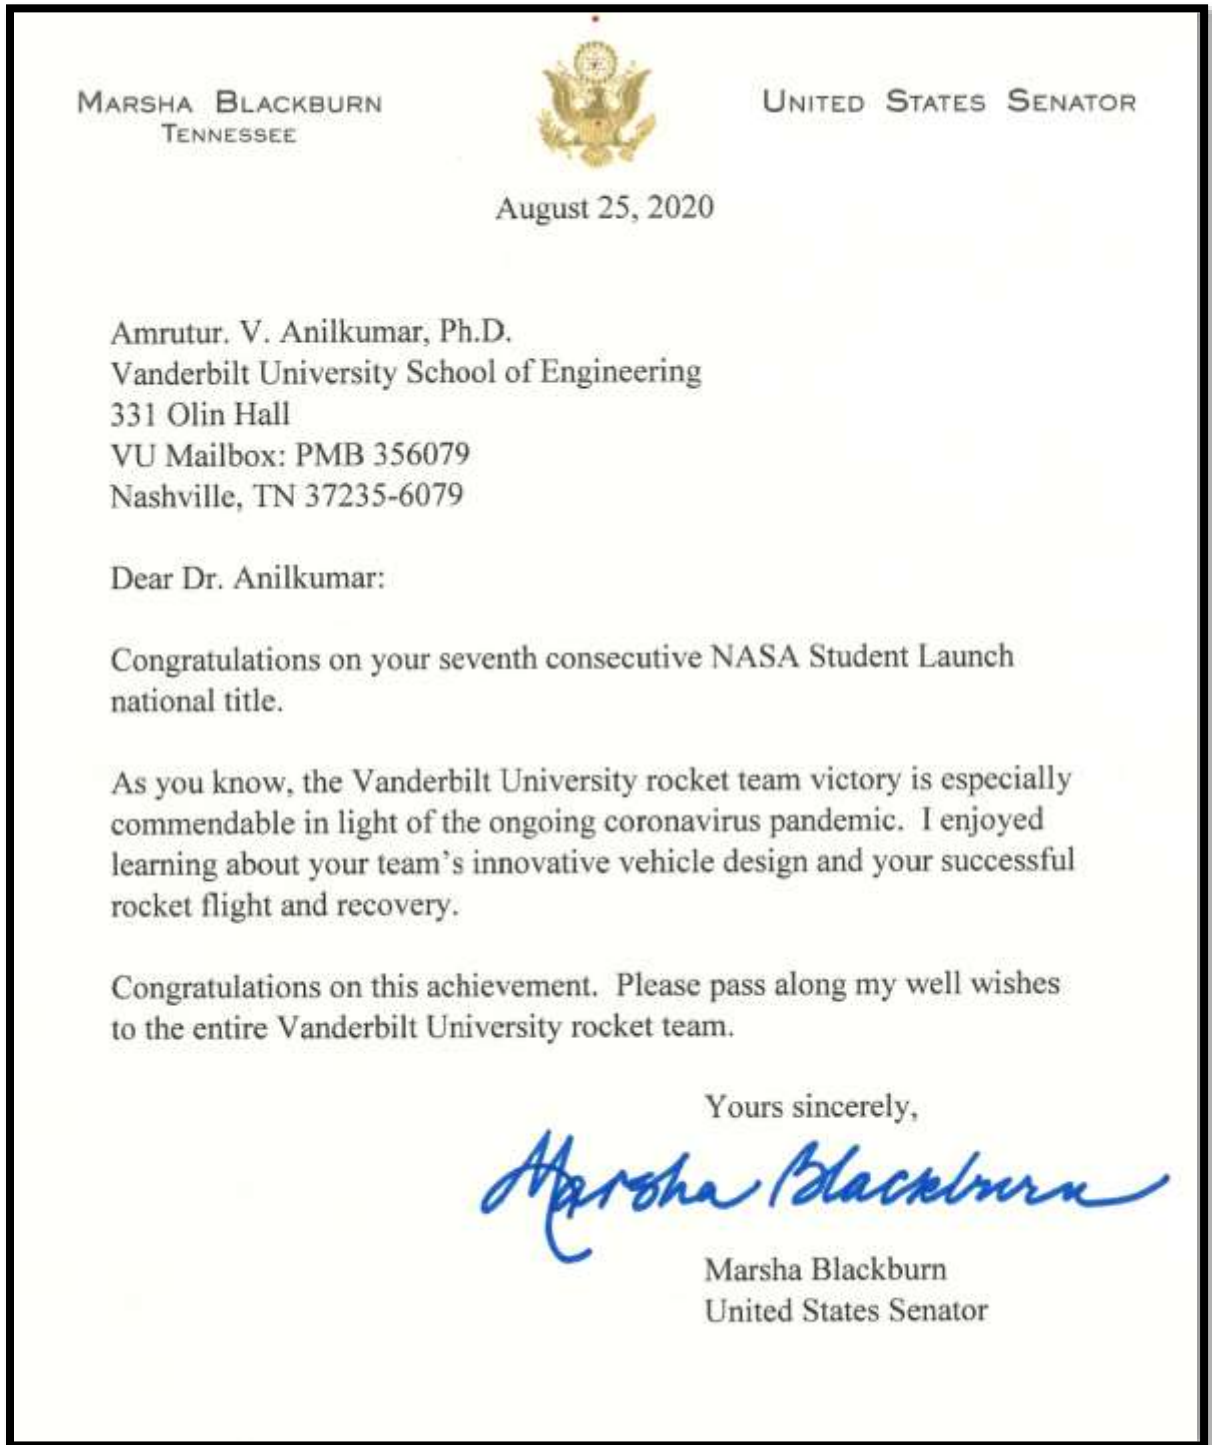 MARSHA BLACKBURN
TENNESSEE
UNITED STATES SENATOR
August 25, 2020
Amrutur. V. Anilkumar, Ph.D.
Vanderbilt University School of Engineering
331 Olin Hall
VU Mailbox: PMB 356079
Nashville, TN 37235-6079
Dear Dr. Anilkumar:
Congratulations on your seventh consecutive NASA Student Launch
national title.
As you know, the Vanderbilt University rocket team victory is especially
commendable in light of the ongoing coronavirus pandemic. I enjoyed
learning about your team's innovative vehicle design and your successful
rocket flight and recovery.
Congratulations on this achievement. Please pass along my well wishes
to the entire Vanderbilt University rocket team.
Yours sincerely,
Marsha Blackburn
Marsha Blackburn
United States Senator